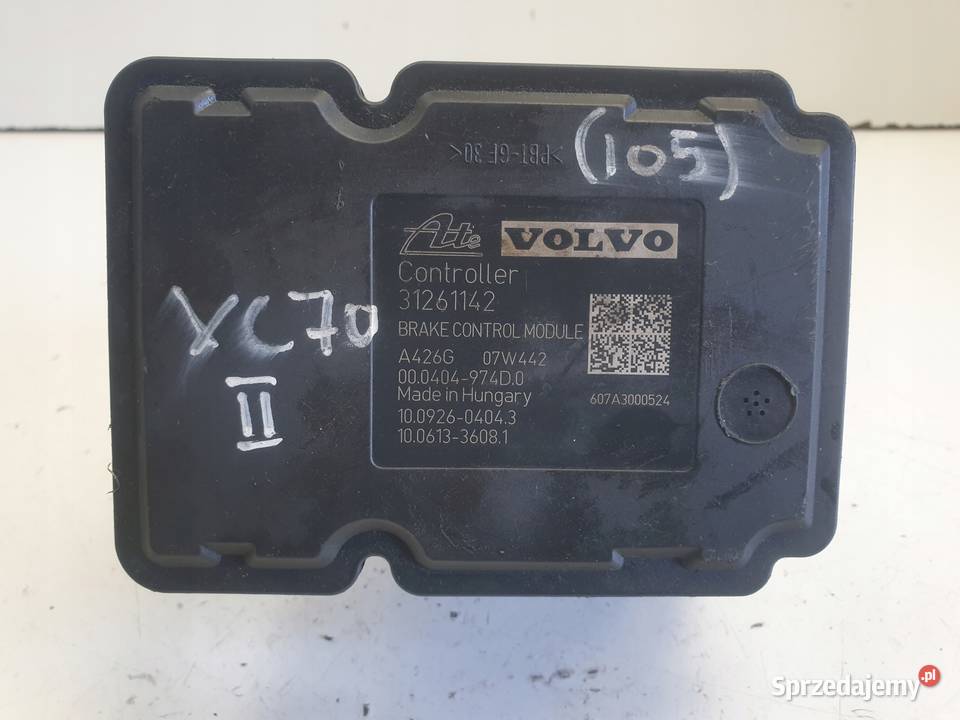 >PBT-GF 30<
(105)
Ate VOLVO
Controller
31261142
BRAKE CONTROL MODULE
A426G 07W442
00.0404-974D.0
Made in Hungary
607A3000524
10.0926-0404.3
10.0613-3608.1
XC70
II
Sprzedajemy.pl